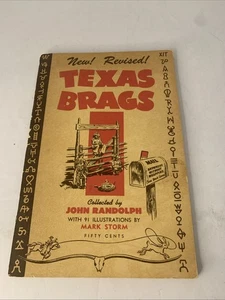 New! Revised!
TEXAS
BRAGS
Collected by
JOHN RANDOLPH
WITH 91 ILLUSTRATIONS BY
MARK STORM
FIFTY CENTS